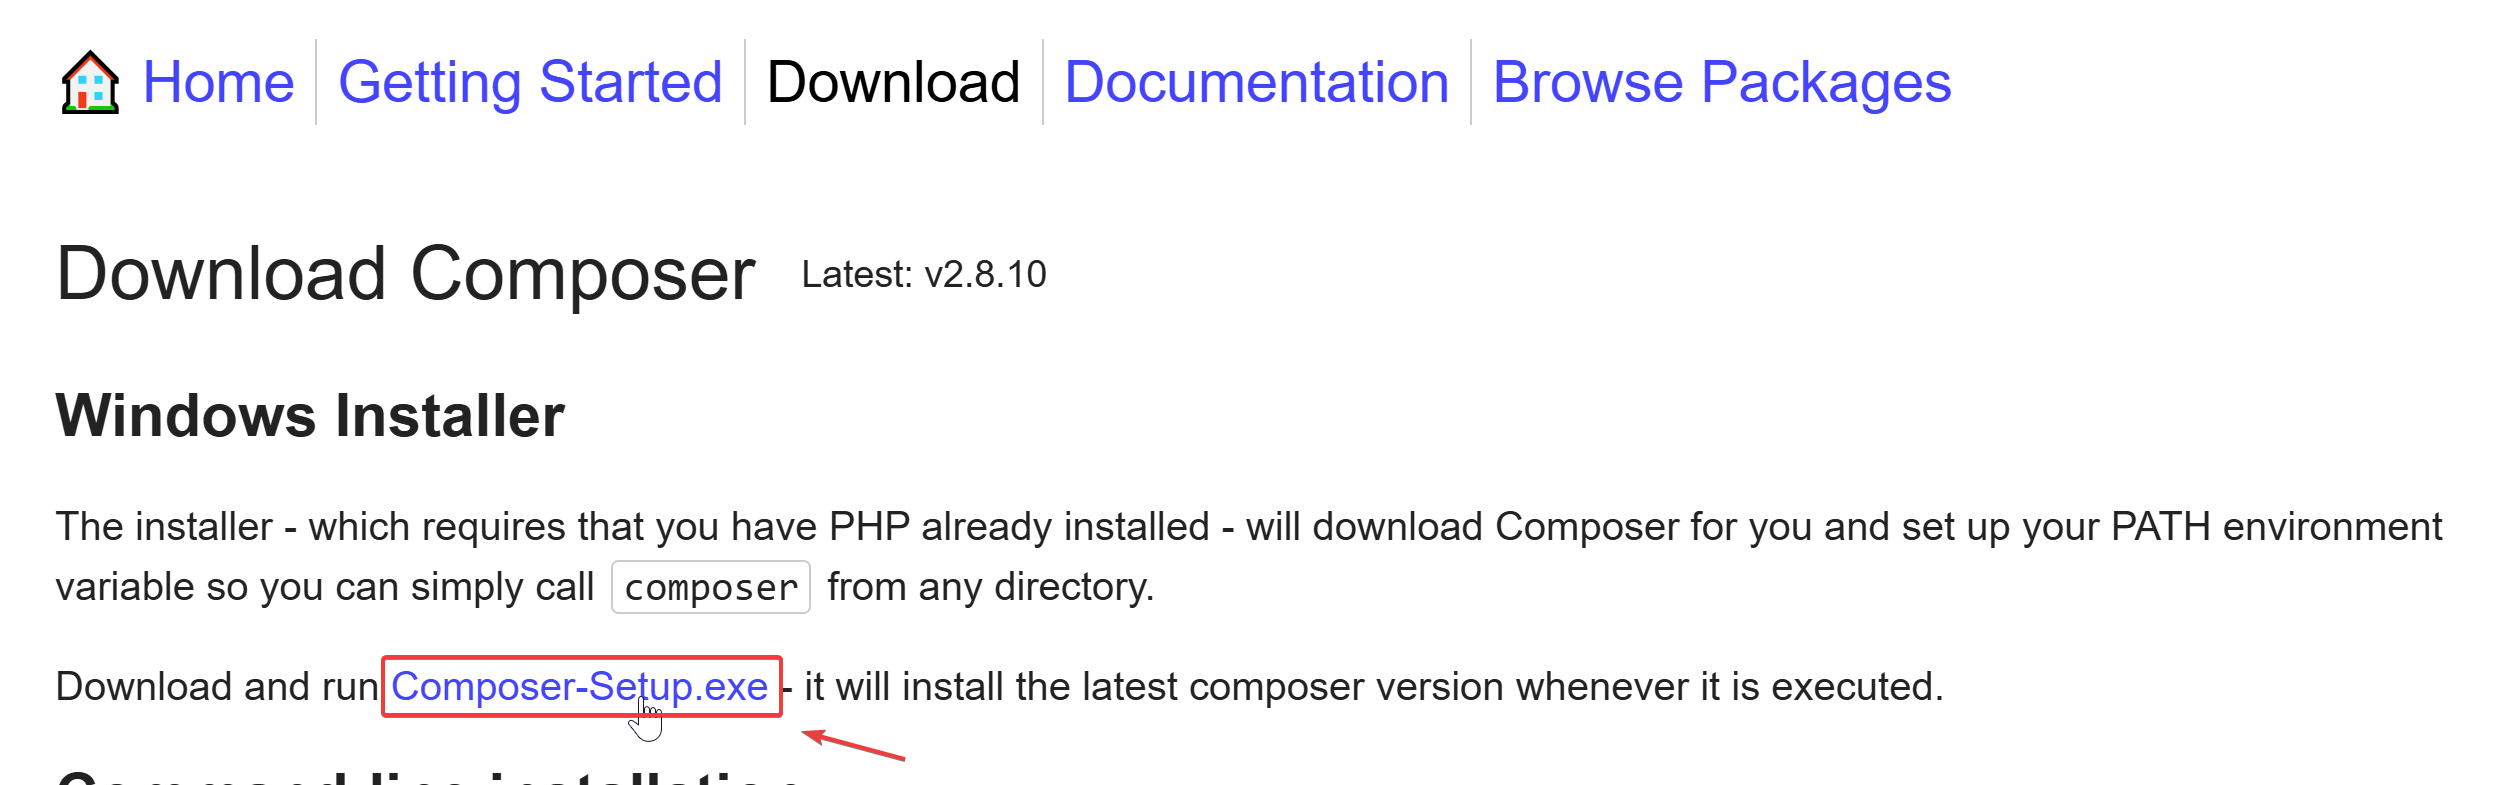 Home Getting Started Download Documentation Browse Packages
Download Composer Latest: v2.8.10
Windows Installer
The installer - which requires that you have PHP already installed - will download Composer for you and set up your PATH environment
variable so you can simply call composer from any directory.
Download and run Composer-Setup.exe - it will install the latest composer version whenever it is executed.
Command-line installation